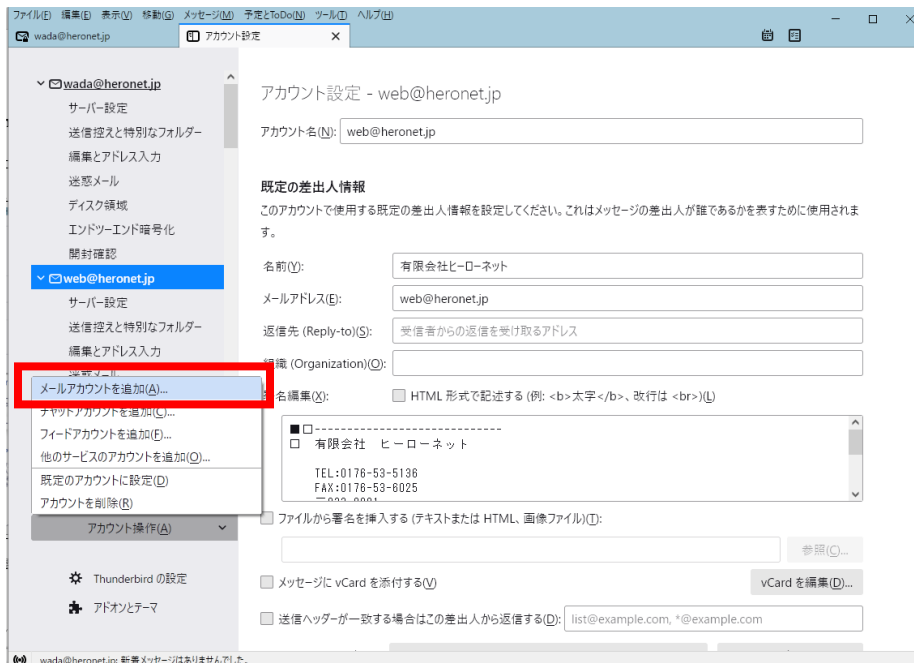 ファイル(F) 編集(E) 表示(V) 移動(G) メッセージ(M) 予定とToDo(N) ツール(T) ヘルプ(H)
wada@heronet.jp
アカウント設定
wada@heronet.jp
サーバー設定
送信控えと特別なフォルダー
編集とアドレス入力
迷惑メール
ディスク領域
エンドツーエンド暗号化
開封確認
web@heronet.jp
サーバー設定
送信控えと特別なフォルダー
編集とアドレス入力
迷惑メール
メールアカウントを追加(A)...
チャットアカウントを追加(C)...
フィードアカウントを追加(F)...
他のサービスのアカウントを追加(O)...
既定のアカウントに設定(D)
アカウントを削除(R)
アカウント操作(A)
Thunderbird の設定
アドオンとテーマ
アカウント設定 - web@heronet.jp
アカウント名(N): web@heronet.jp
既定の差出人情報
このアカウントで使用する既定の差出人情報を設定してください。これはメッセージの差出人が誰であるかを表すために使用されま
す。
名前(Y): 有限会社ヒーローネット
メールアドレス(E): web@heronet.jp
返信先 (Reply-to)(S): 受信者からの返信を受け取るアドレス
組織 (Organization)(O):
名編集(X): HTML 形式で記述する (例: <b>太字</b>、改行は <br>)(L)
■□---------------------------
□ 有限会社 ヒーローネット
TEL:0176-53-5136
FAX:0176-53-6025
ファイルから署名を挿入する (テキストまたは HTML、画像ファイル)(T):
参照(C)...
メッセージに vCard を添付する(V)
vCard を編集(D)...
送信ヘッダーが一致する場合はこの差出人から返信する(D): list@example.com, *@example.com
wada@heronet.jp: 新着メッセージはありませんでした。